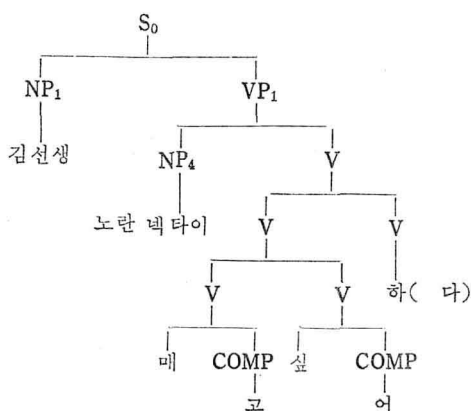 S₀
NP₁ VP₁
김선생 NP₄ V
노란 넥타이 V V
V V 하( 다)
매 COMP 싶 COMP
고 어